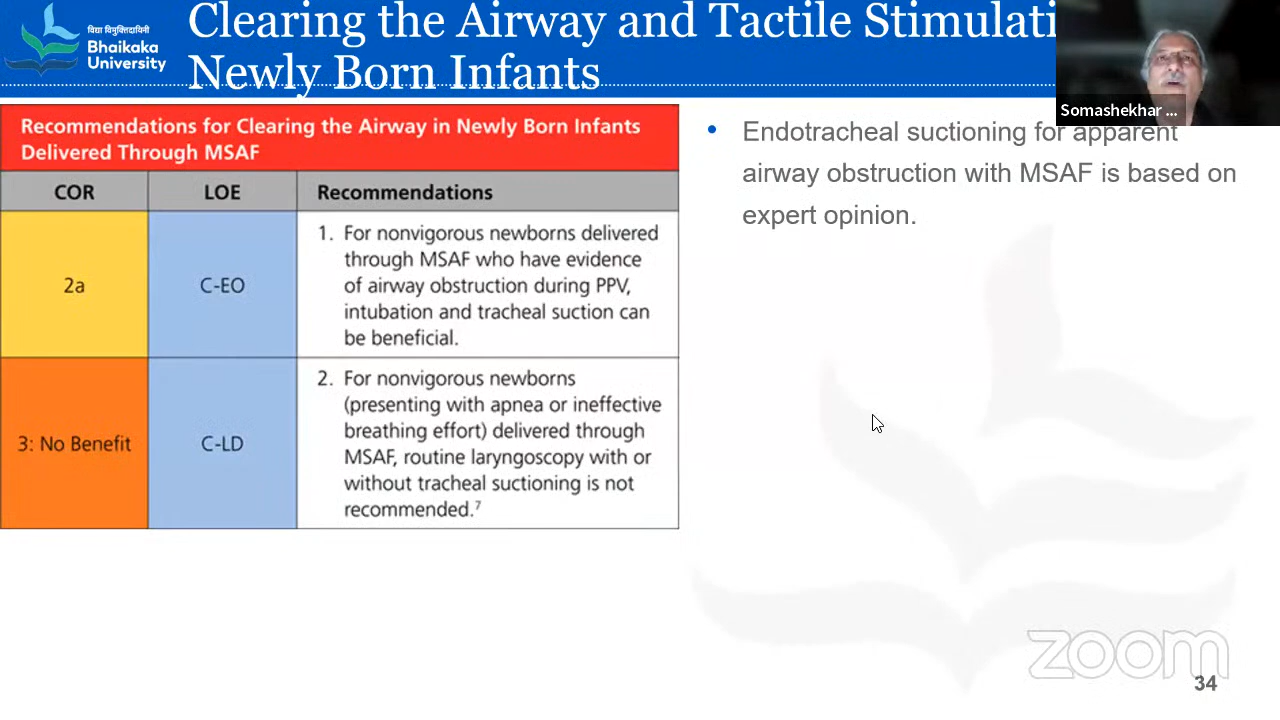 विद्या विमुक्तिदायिनी
Bhaikaka
University
Clearing the Airway and Tactile Stimulati
Newly Born Infants
Somashekhar ...
Recommendations for Clearing the Airway in Newly Born Infants
Delivered Through MSAF
COR LOE Recommendations
2a C-EO 1. For nonvigorous newborns delivered
through MSAF who have evidence
of airway obstruction during PPV,
intubation and tracheal suction can
be beneficial.
3: No Benefit C-LD 2. For nonvigorous newborns
(presenting with apnea or ineffective
breathing effort) delivered through
MSAF, routine laryngoscopy with or
without tracheal suctioning is not
recommended.⁷
• Endotracheal suctioning for apparent
airway obstruction with MSAF is based on
expert opinion.
zoom
34